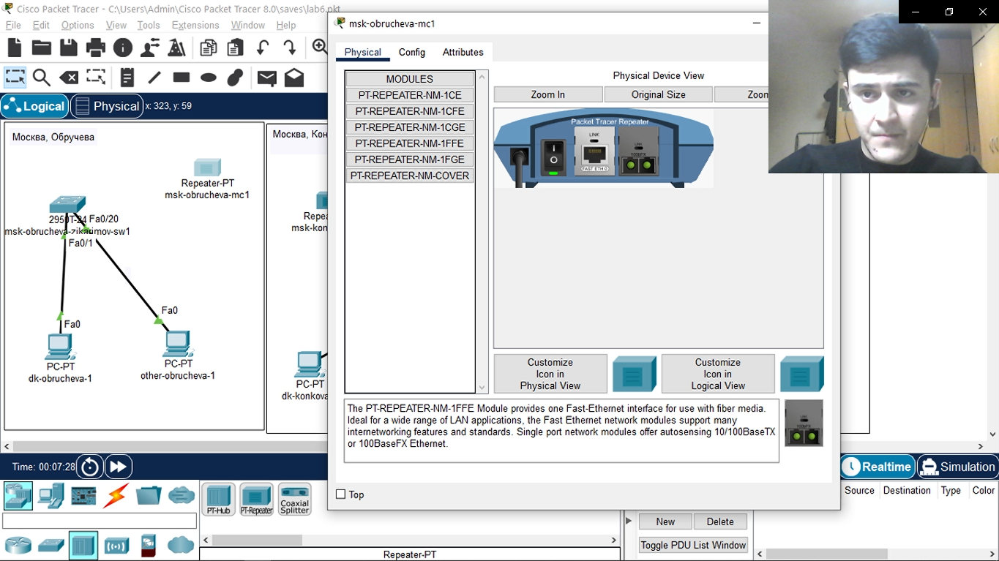 Cisco Packet Tracer - C:\Users\Admin\Cisco Packet Tracer 8.0\saves\lab6.pkt
File Edit Options View Tools Extensions Window Help
Logical Physical x: 323, y: 59
Москва, Обручева
Repeater-PT
msk-obrucheva-mc1
2950T-24 Fa0/20
msk-obrucheva-zikarimov-sw1
Fa0/1
Fa0
Fa0
PC-PT
dk-obrucheva-1
PC-PT
other-obrucheva-1
Москва, Кон
Repea
msk-kon
PC-PT
dk-konkova
msk-obrucheva-mc1
Physical Config Attributes
MODULES
PT-REPEATER-NM-1CE
PT-REPEATER-NM-1CFE
PT-REPEATER-NM-1CGE
PT-REPEATER-NM-1FFE
PT-REPEATER-NM-1FGE
PT-REPEATER-NM-COVER
Physical Device View
Zoom In Original Size Zoom
Packet Tracer Repeater
LINK
LINK
100FX
FAST ETH 0
Customize
Icon in
Physical View
Customize
Icon in
Logical View
The PT-REPEATER-NM-1FFE Module provides one Fast-Ethernet interface for use with fiber media.
Ideal for a wide range of LAN applications, the Fast Ethernet network modules support many
internetworking features and standards. Single port network modules offer autosensing 10/100BaseTX
or 100BaseFX Ethernet.
LINK
Top
Time: 00:07:28
Realtime Simulation
PT-Hub PT-Repeater Coaxial
Splitter
Repeater-PT
New Delete
Toggle PDU List Window
Source Destination Type Color